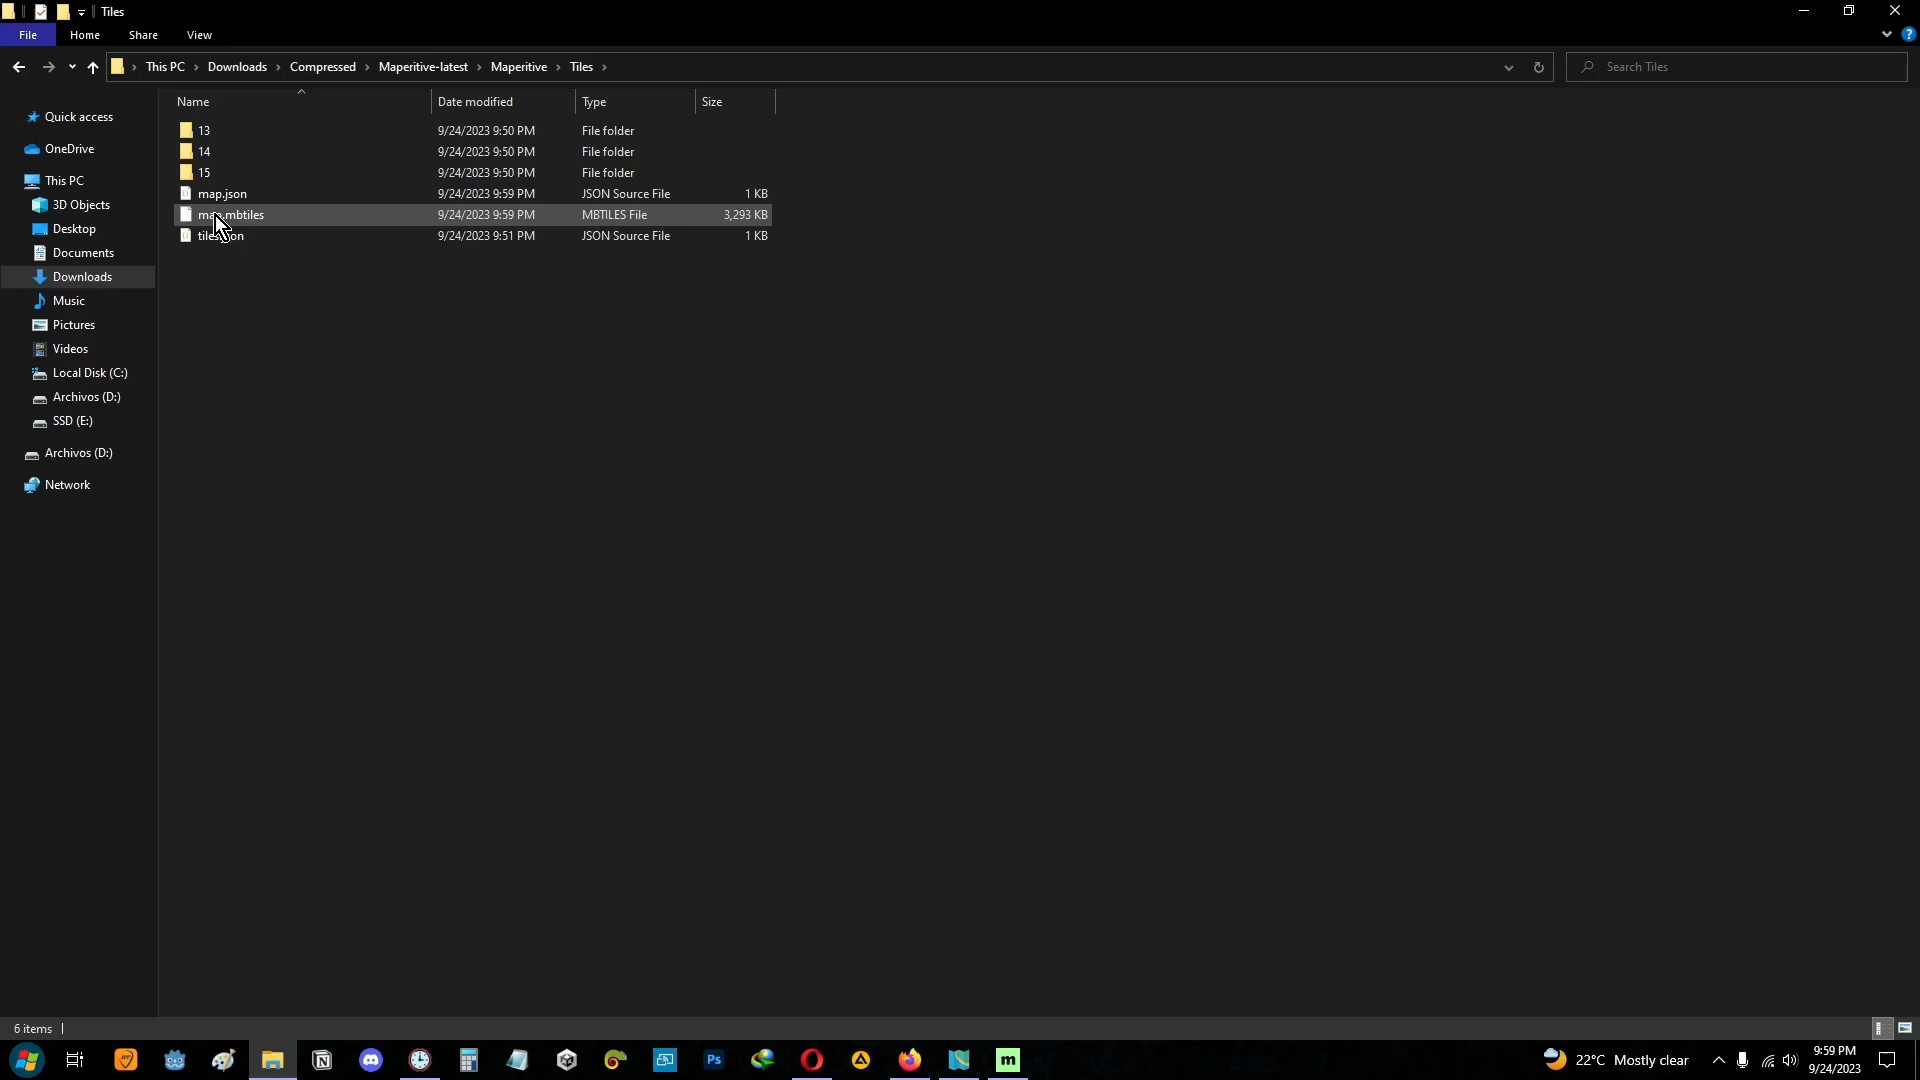 Tiles
File Home Share View
This PC Downloads Compressed Maperitive-latest Maperitive Tiles Search Tiles
Name Date modified Type Size
13 9/24/2023 9:50 PM File folder
14 9/24/2023 9:50 PM File folder
15 9/24/2023 9:50 PM File folder
map.json 9/24/2023 9:59 PM JSON Source File 1 KB
map.mbtiles 9/24/2023 9:59 PM MBTILES File 3,293 KB
tiles.json 9/24/2023 9:51 PM JSON Source File 1 KB
Quick access
OneDrive
This PC
3D Objects
Desktop
Documents
Downloads
Music
Pictures
Videos
Local Disk (C:)
Archivos (D:)
SSD (E:)
Archivos (D:)
Network
6 items
22°C Mostly clear
9:59 PM
9/24/2023